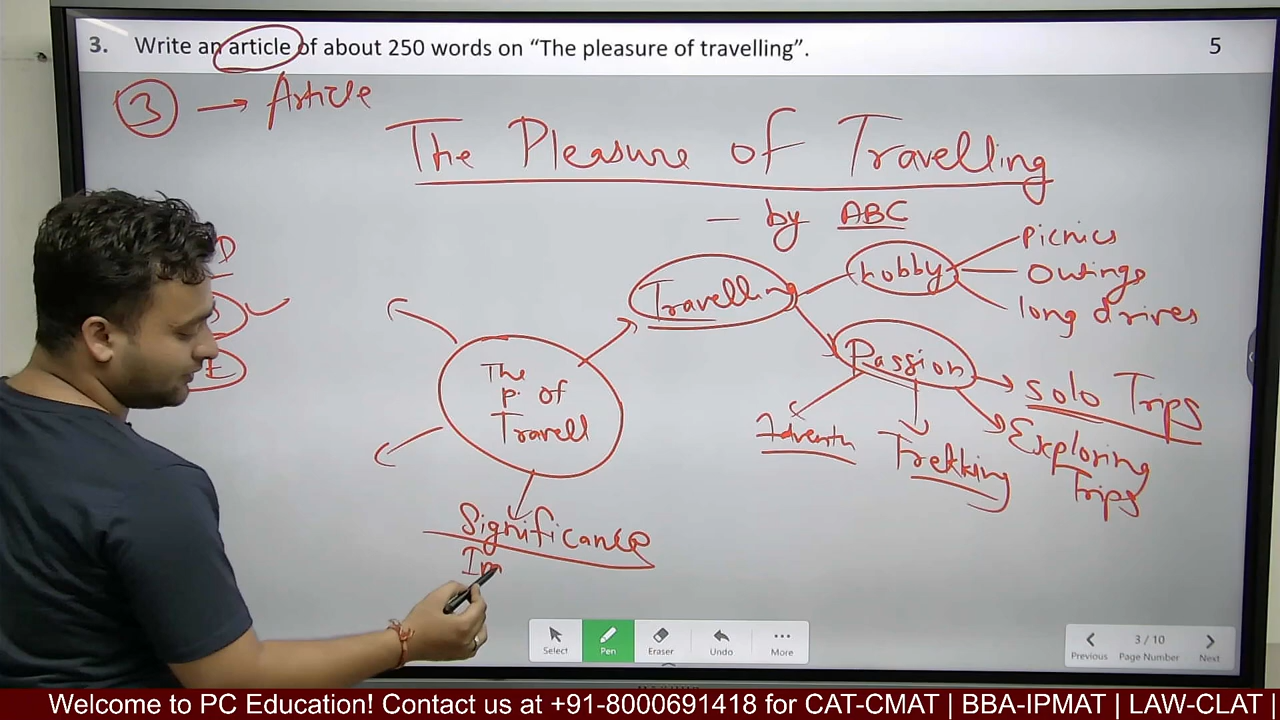 3. Write an article of about 250 words on “The pleasure of travelling”. 5
3 → Article
The Pleasure of Travelling
- by ABC
Travelling
hobby
Picnics
Outings
long drives
Passion
Solo Trips
Exploring
Trips
Trekking
The
p. of
Travell
Significance
Im
D
E
Select
Pen
Eraser
Undo
More
Previous
3 / 10
Page Number
Next
Welcome to PC Education! Contact us at +91-8000691418 for CAT-CMAT | BBA-IPMAT | LAW-CLAT |